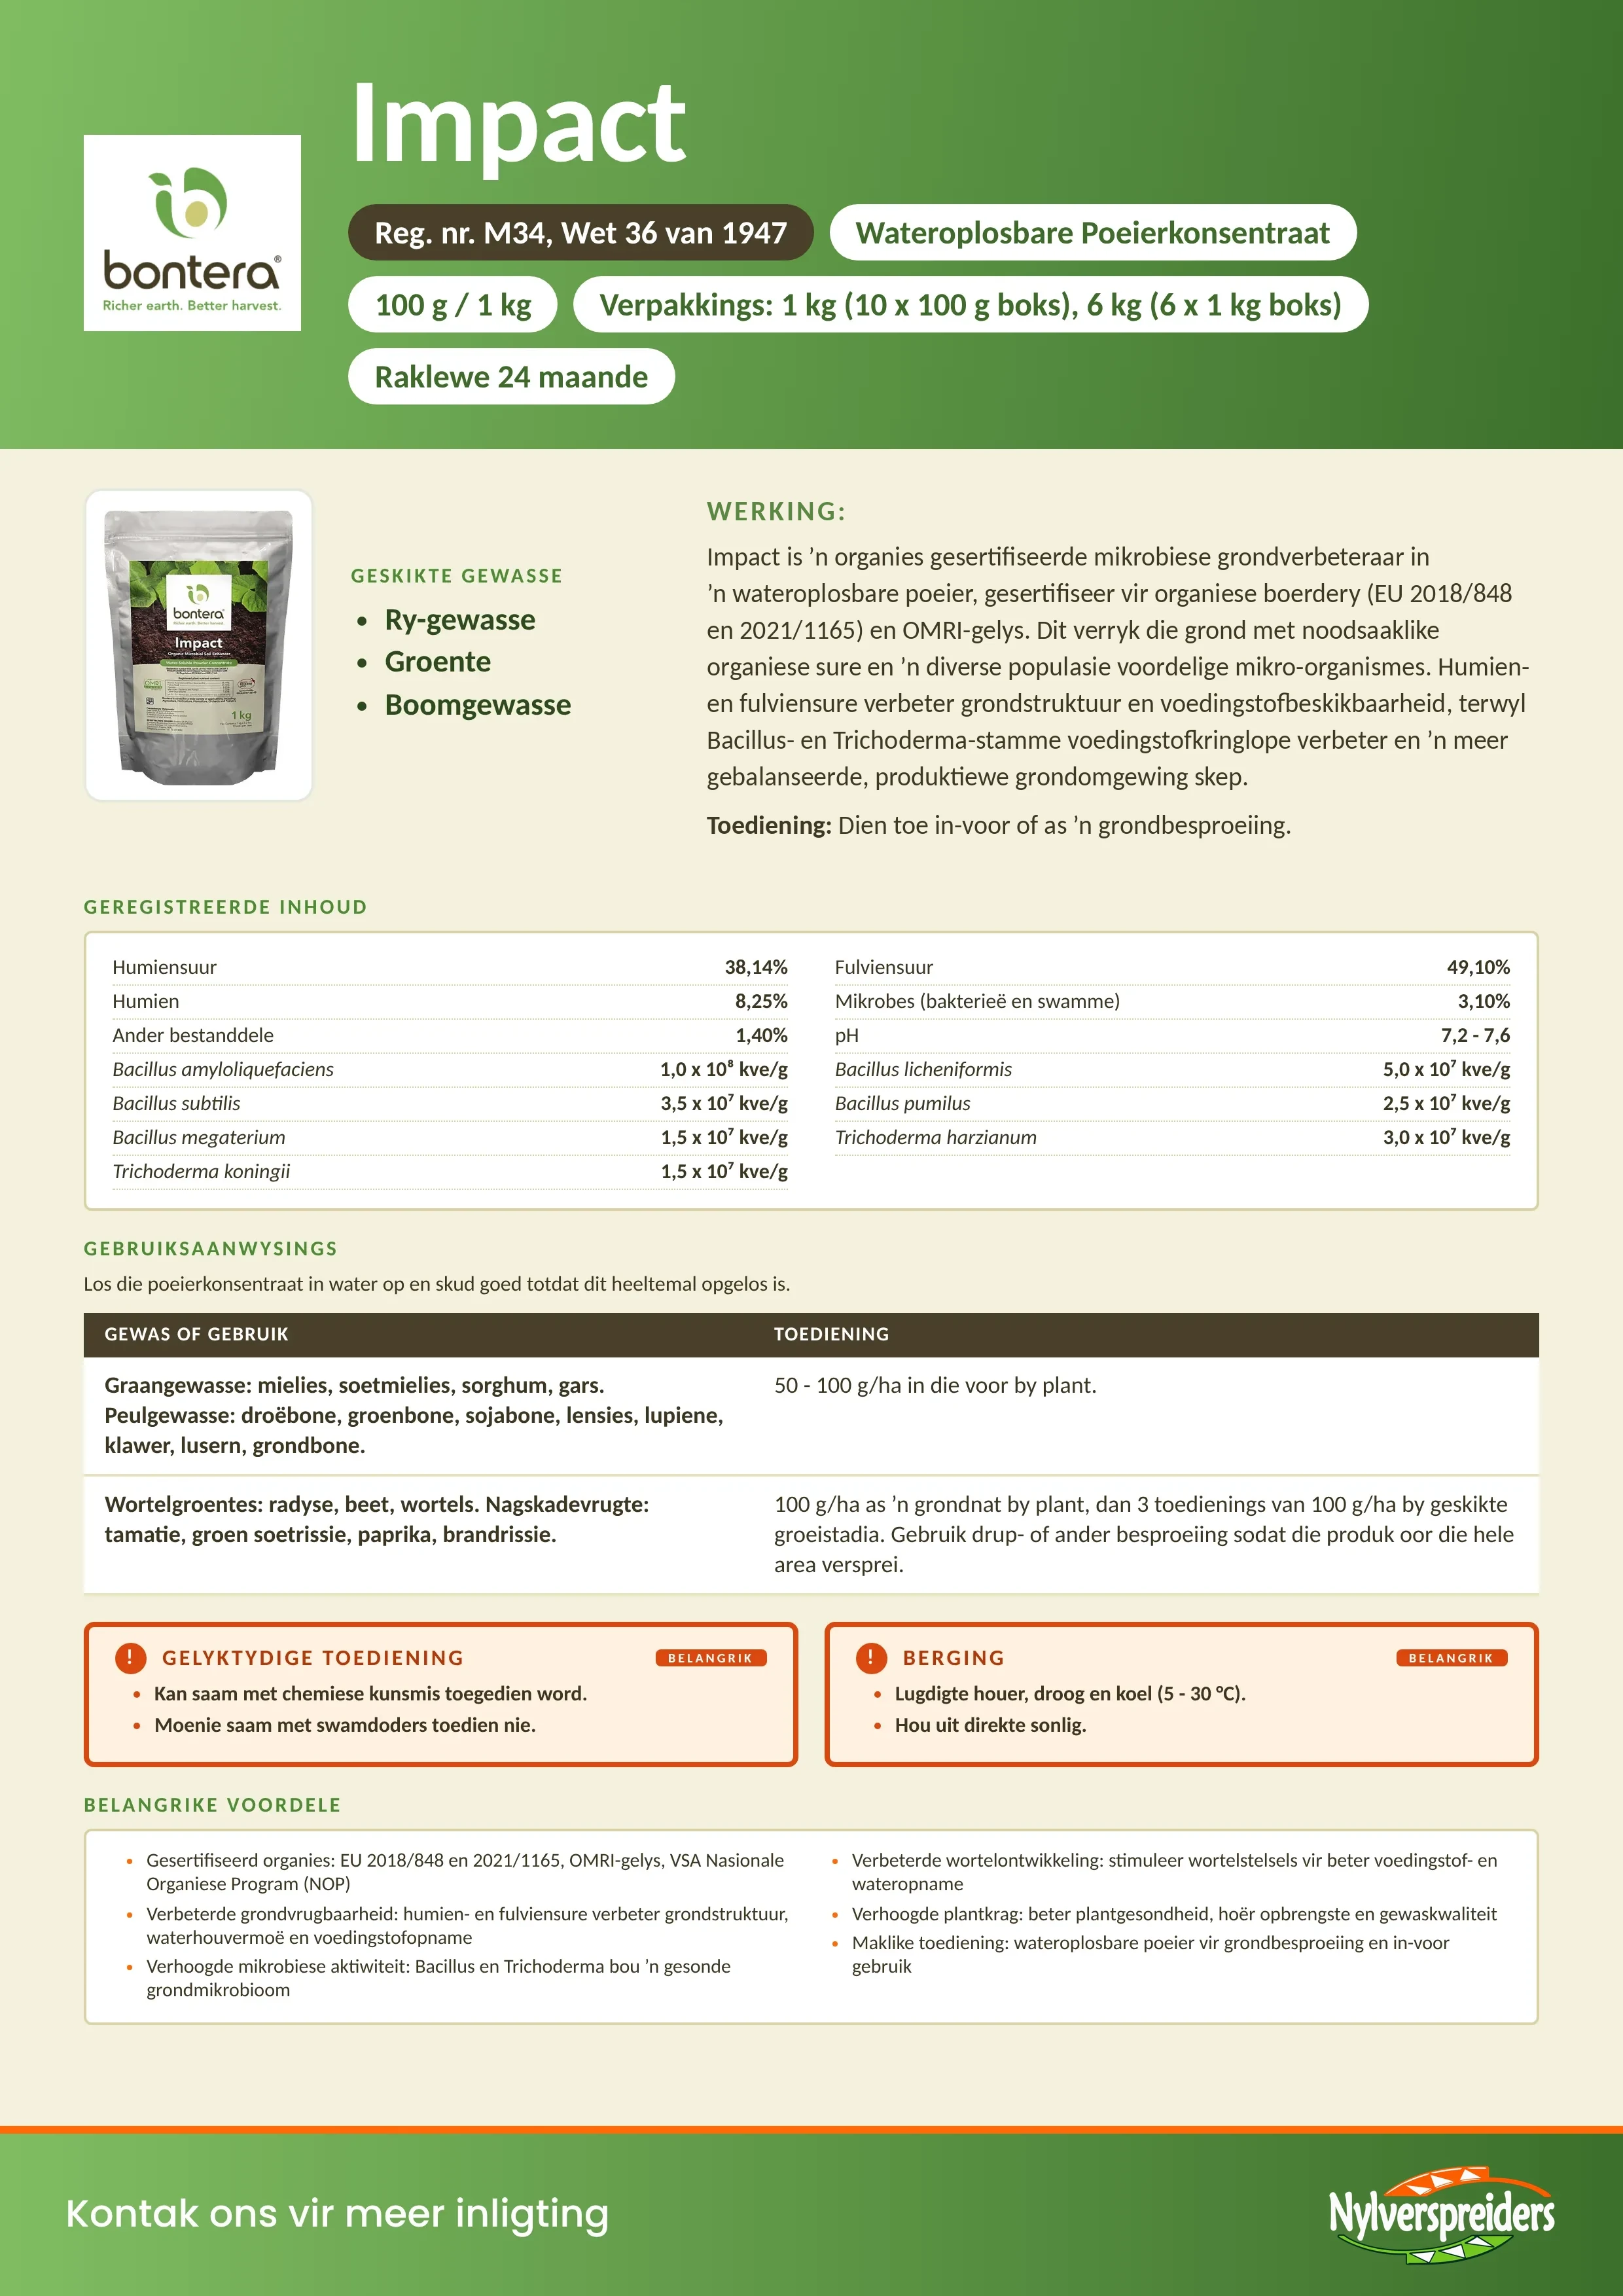 Impact
bontera®
Richer earth. Better harvest.
Reg. nr. M34, Wet 36 van 1947
Wateroplosbare Poeierkonsentraat
100 g / 1 kg
Verpakkings: 1 kg (10 x 100 g boks), 6 kg (6 x 1 kg boks)
Raklewe 24 maande
bontera
Richer earth. Better harvest.
Impact
Organic Microbial Soil Enhancer
Water Soluble Powder Concentrate
1 kg
GESKIKTE GEWASSE
• Ry-gewasse
• Groente
• Boomgewasse
WERKING:
Impact is ’n organies gesertifiseerde mikrobiese grondverbeteraar in
’n wateroplosbare poeier, gesertifiseer vir organiese boerdery (EU 2018/848
en 2021/1165) en OMRI-gelys. Dit verryk die grond met noodsaaklike
organiese sure en ’n diverse populasie voordelige mikro-organismes. Humien-
en fulviensure verbeter grondstruktuur en voedingstofbeskikbaarheid, terwyl
Bacillus- en Trichoderma-stamme voedingstofkringlope verbeter en ’n meer
gebalanseerde, produktiewe grondomgewing skep.
Toediening: Dien toe in-voor of as ’n grondbesproeiing.
GEREGISTREERDE INHOUD
Humiensuur 38,14%
Humien 8,25%
Ander bestanddele 1,40%
Bacillus amyloliquefaciens 1,0 x 10⁸ kve/g
Bacillus subtilis 3,5 x 10⁷ kve/g
Bacillus megaterium 1,5 x 10⁷ kve/g
Trichoderma koningii 1,5 x 10⁷ kve/g
Fulviensuur 49,10%
Mikrobes (bakterieë en swamme) 3,10%
pH 7,2 - 7,6
Bacillus licheniformis 5,0 x 10⁷ kve/g
Bacillus pumilus 2,5 x 10⁷ kve/g
Trichoderma harzianum 3,0 x 10⁷ kve/g
GEBRUIKSAANWYSINGS
Los die poeierkonsentraat in water op en skud goed totdat dit heeltemal opgelos is.
GEWAS OF GEBRUIK TOEDIENING
Graangewasse: mielies, soetmielies, sorghum, gars.
Peulgewasse: droëbone, groenbone, sojabone, lensies, lupiene,
klawer, lusern, grondbone.
50 - 100 g/ha in die voor by plant.
Wortelgroentes: radyse, beet, wortels. Nagskadevrugte:
tamatie, groen soetrissie, paprika, brandrissie.
100 g/ha as ’n grondnat by plant, dan 3 toedienings van 100 g/ha by geskikte
groeistadia. Gebruik drup- of ander besproeiing sodat die produk oor die hele
area versprei.
! GELYKTYDIGE TOEDIENING BELANGRIK
• Kan saam met chemiese kunsmis toegedien word.
• Moenie saam met swamdoders toedien nie.
! BERGING BELANGRIK
• Lugdigte houer, droog en koel (5 - 30 °C).
• Hou uit direkte sonlig.
BELANGRIKE VOORDELE
• Gesertifiseerd organies: EU 2018/848 en 2021/1165, OMRI-gelys, VSA Nasionale
Organiese Program (NOP)
• Verbeterde grondvrugbaarheid: humien- en fulviensure verbeter grondstruktuur,
waterhouvermoë en voedingstofopname
• Verhoogde mikrobiese aktiwiteit: Bacillus en Trichoderma bou ’n gesonde
grondmikrobioom
• Verbeterde wortelontwikkeling: stimuleer wortelstelsels vir beter voedingstof- en
wateropname
• Verhoogde plantkrag: beter plantgesondheid, hoër opbrengste en gewaskwaliteit
• Maklike toediening: wateroplosbare poeier vir grondbesproeiing en in-voor
gebruik
Kontak ons vir meer inligting
Nylverspreiders